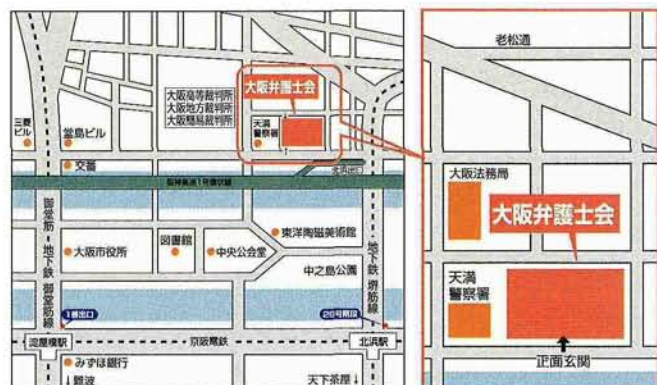 大阪高等裁判所
大阪地方裁判所
大阪簡易裁判所
大阪弁護士会
三菱
ビル
堂島ビル
天満
警察署
交番
北浜出口
阪神高速1号環状線
御堂筋
地下鉄 御堂筋線
大阪市役所
図書館
中央公会堂
東洋陶磁美術館
中之島公園
地下鉄 堺筋線
1番出口
26号階段
淀屋橋駅
京阪電鉄
北浜駅
みずほ銀行
↓難波
天下茶屋↓
老松通
大阪法務局
大阪弁護士会
天満
警察署
正面玄関